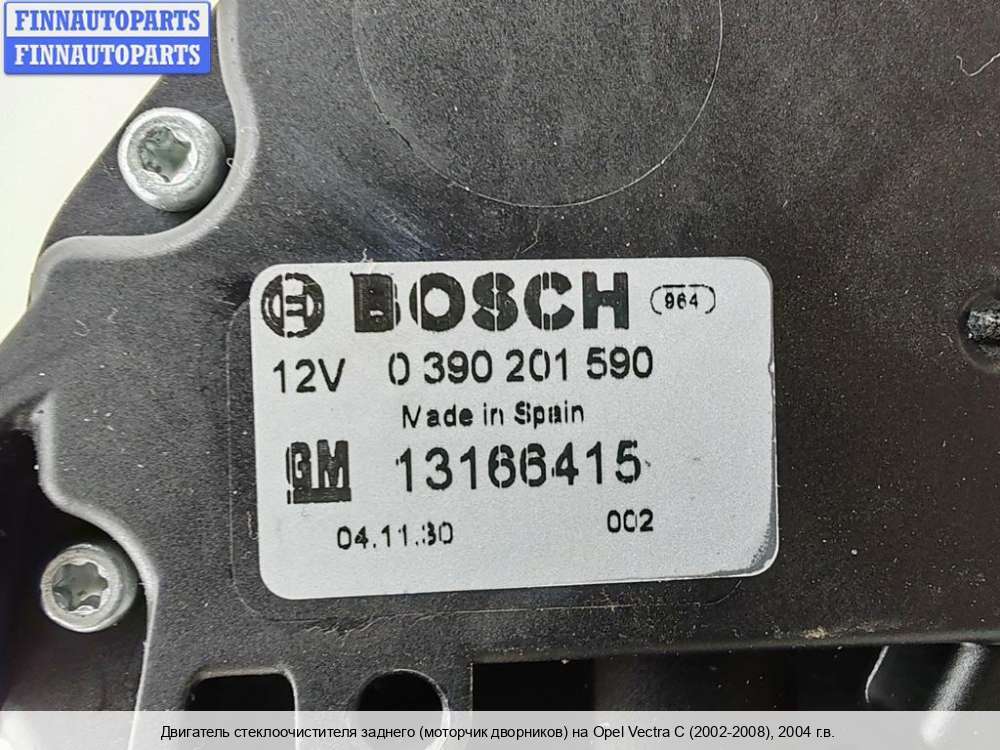 FINNAUTOPARTS
FINNAUTOPARTS
BOSCH 964
12V 0 390 201 590
Made in Spain
GM 13166415
04.11.30 002
Двигатель стеклоочистителя заднего (моторчик дворников) на Opel Vectra C (2002-2008), 2004 г.в.